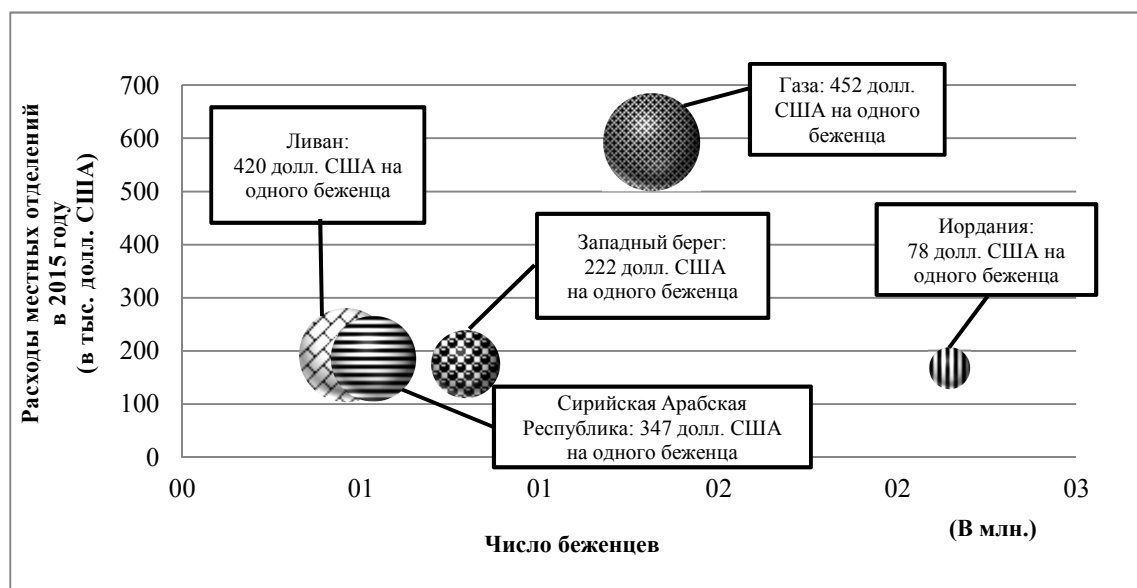 Расходы местных отделений
в 2015 году
(в тыс. долл. США)
700
600
500
400
300
200
100
0
Газа: 452 долл.
США на одного
беженца
Ливан:
420 долл. США на
одного беженца
Западный берег:
222 долл. США
на одного беженца
Иордания:
78 долл. США на
одного беженца
Сирийская Арабская
Республика: 347 долл. США
на одного беженца
00
01
01
02
02
03
Число беженцев
(В млн.)